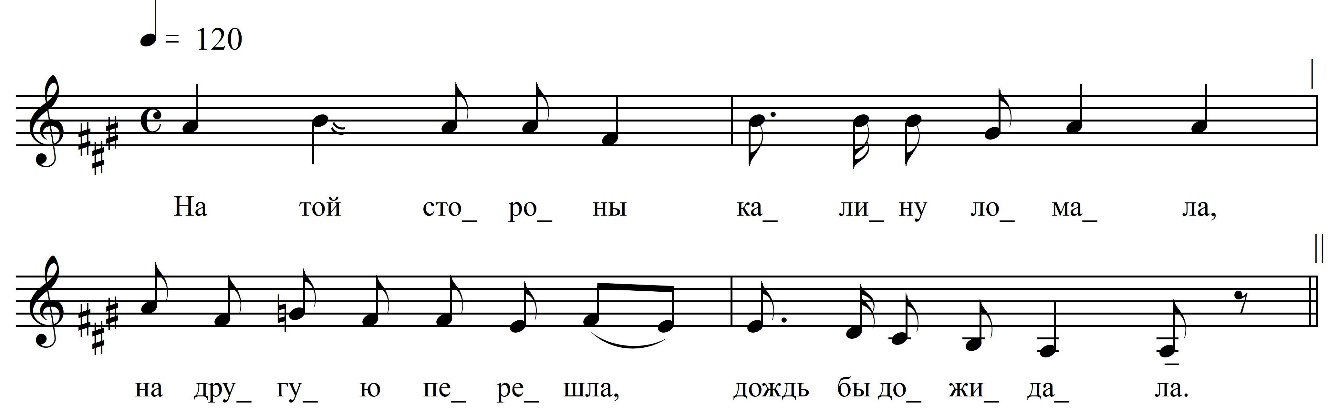 = 120
На той сто_ ро_ ны ка_ ли_ ну ло_ ма_ ла,
на дру_ гу_ ю пе_ ре_ шла, дождь бы до_ жи_ да_ ла.